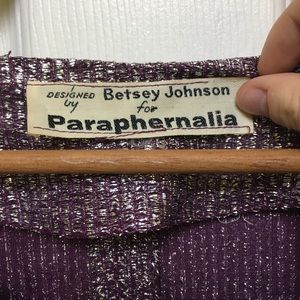 DESIGNED by Betsey Johnson
for
Paraphernalia